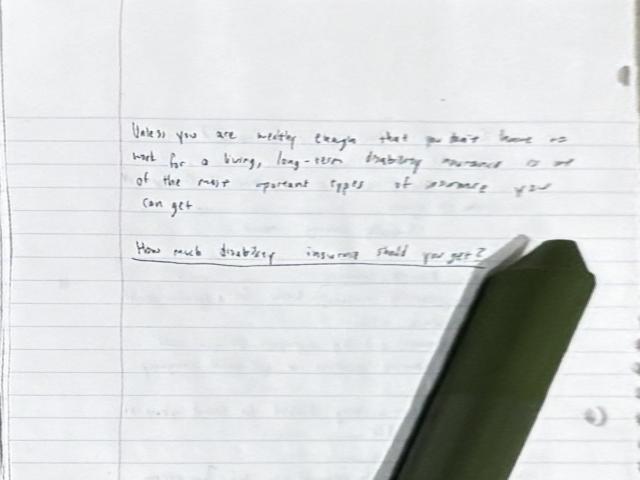 Unless you are wealthy enough that you don't have to
work for a living, long-term disability insurance is one
of the most important types of insurance you
can get
How much disability insurance should you get?